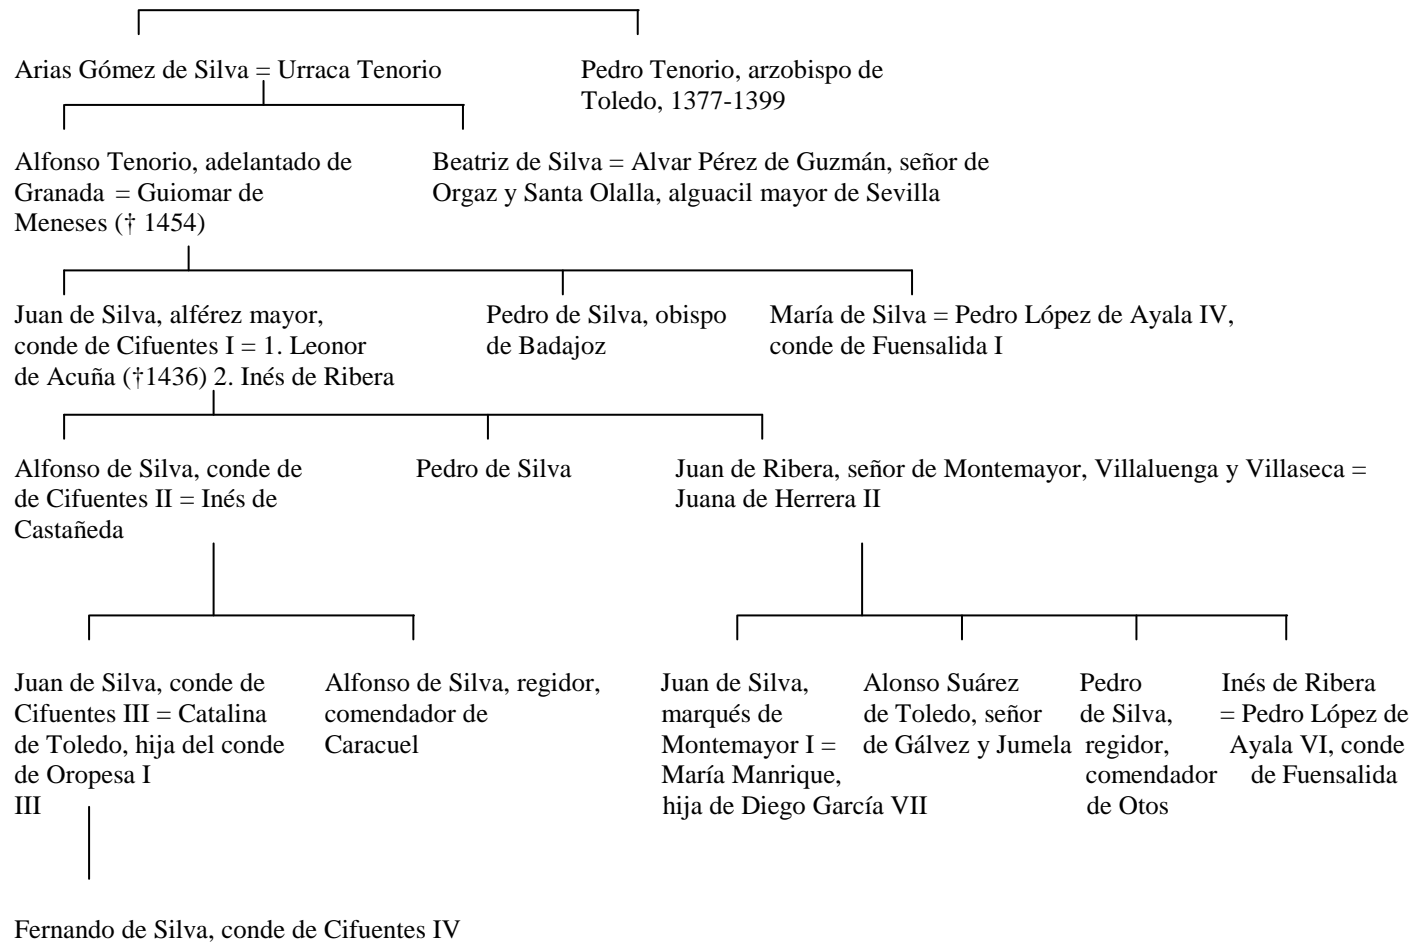 Arias Gómez de Silva = Urraca Tenorio
Pedro Tenorio, arzobispo de
Toledo, 1377-1399
Alfonso Tenorio, adelantado de
Granada = Guiomar de
Meneses († 1454)
Beatriz de Silva = Alvar Pérez de Guzmán, señor de
Orgaz y Santa Olalla, alguacil mayor de Sevilla
Juan de Silva, alférez mayor,
conde de Cifuentes I = 1. Leonor
de Acuña (†1436) 2. Inés de Ribera
Pedro de Silva, obispo
de Badajoz
María de Silva = Pedro López de Ayala IV,
conde de Fuensalida I
Alfonso de Silva, conde de
de Cifuentes II = Inés de
Castañeda
Pedro de Silva
Juan de Ribera, señor de Montemayor, Villaluenga y Villaseca =
Juana de Herrera II
Juan de Silva, conde de
Cifuentes III = Catalina
de Toledo, hija del conde
de Oropesa I
III
Alfonso de Silva, regidor,
comendador de
Caracuel
Juan de Silva,
marqués de
Montemayor I =
María Manrique,
hija de Diego García VII
Alonso Suárez
de Toledo, señor
de Gálvez y Jumela
Pedro
de Silva,
regidor,
comendador
de Otos
Inés de Ribera
= Pedro López de
Ayala VI, conde
de Fuensalida
Fernando de Silva, conde de Cifuentes IV